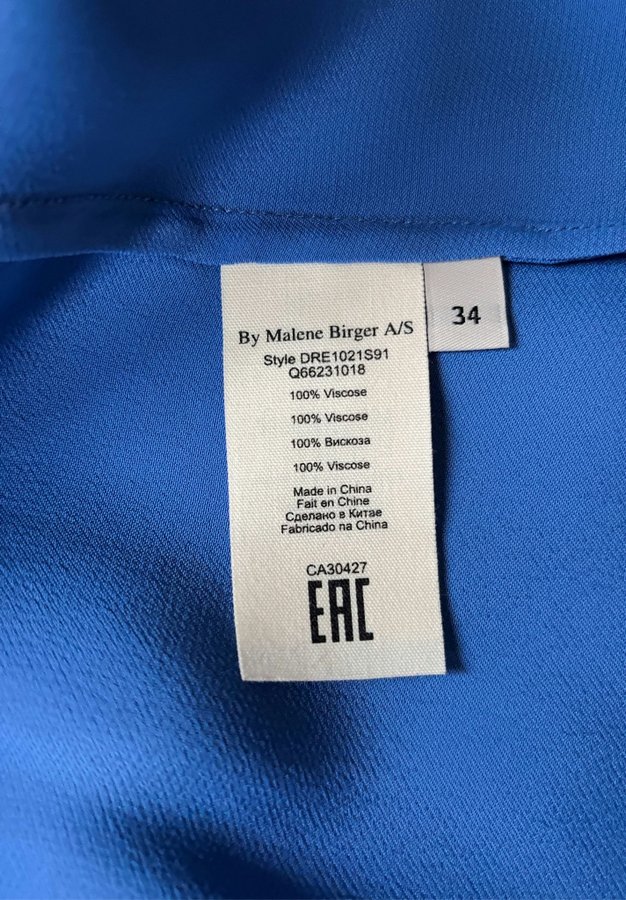 By Malene Birger A/S
34
Style DRE1021S91
Q66231018
100% Viscose
100% Viscose
100% Вискоза
100% Viscose
Made in China
Fait en Chine
Сделано в Китае
Fabricado na China
CA30427
EAC